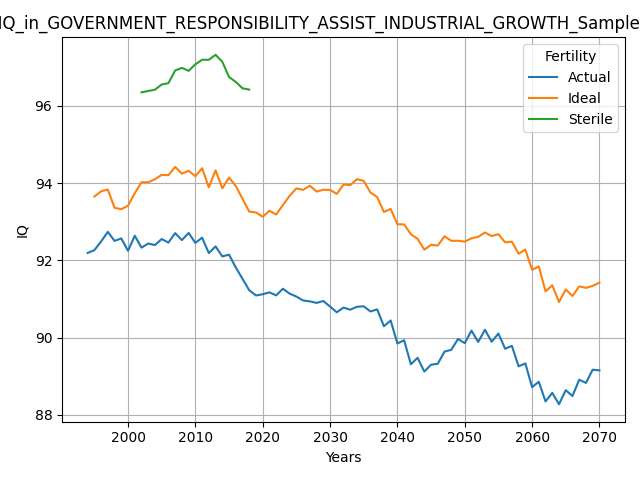 IQ_in_GOVERNMENT_RESPONSIBILITY_ASSIST_INDUSTRIAL_GROWTH_Sample
Fertility
Actual
Ideal
Sterile
96
94
92
90
88
IQ
2000 2010 2020 2030 2040 2050 2060 2070
Years